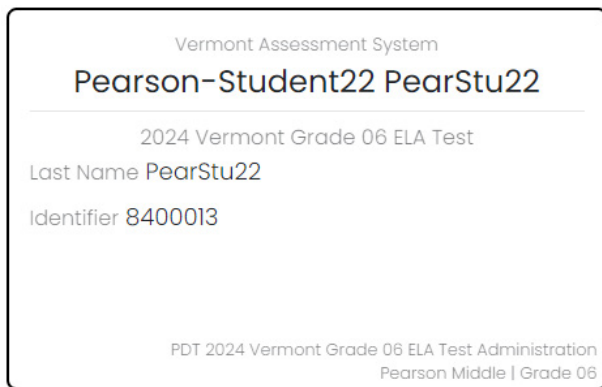 Vermont Assessment System
Pearson-Student22 PearStu22
2024 Vermont Grade 06 ELA Test
Last Name PearStu22
Identifier 8400013
PDT 2024 Vermont Grade 06 ELA Test Administration
Pearson Middle | Grade 06